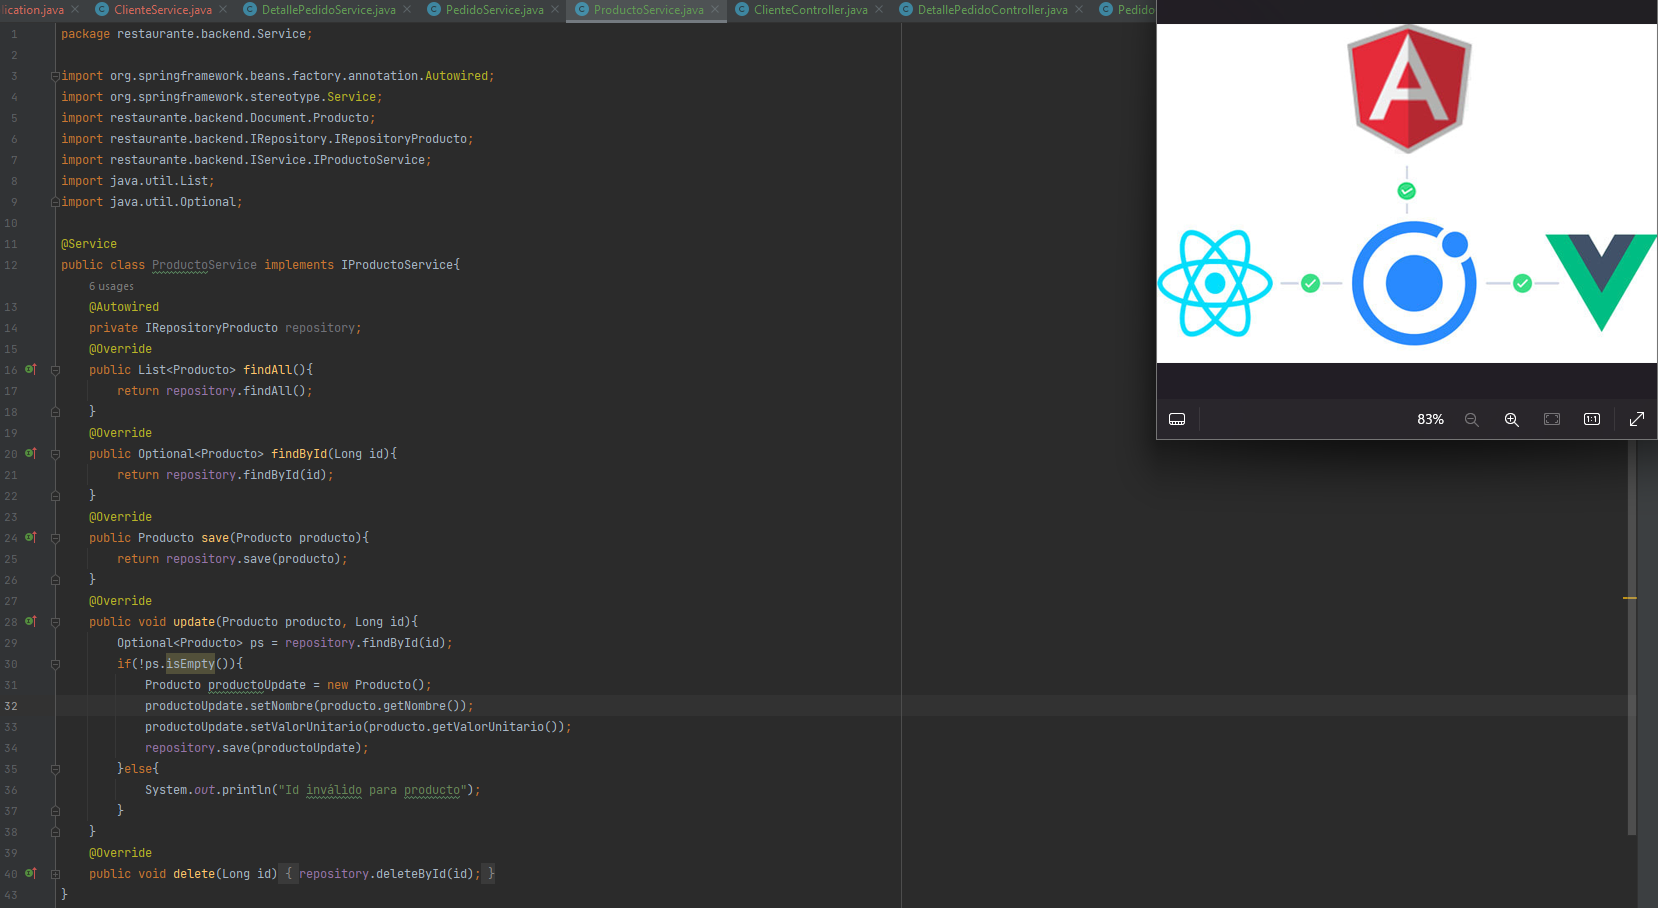 lication.java ClienteService.java DetallePedidoService.java PedidoService.java ProductoService.java ClienteController.java DetallePedidoController.java Pedido
1 package restaurante.backend.Service;
2
3 import org.springframework.beans.factory.annotation.Autowired;
4 import org.springframework.stereotype.Service;
5 import restaurante.backend.Document.Producto;
6 import restaurante.backend.IRepository.IRepositoryProducto;
7 import restaurante.backend.IService.IProductoService;
8 import java.util.List;
9 import java.util.Optional;
10
11 @Service
12 public class ProductoService implements IProductoService{
6 usages
13 @Autowired
14 private IRepositoryProducto repository;
15 @Override
16 public List<Producto> findAll(){
17 return repository.findAll();
18 }
19 @Override
20 public Optional<Producto> findById(Long id){
21 return repository.findById(id);
22 }
23 @Override
24 public Producto save(Producto producto){
25 return repository.save(producto);
26 }
27 @Override
28 public void update(Producto producto, Long id){
29 Optional<Producto> ps = repository.findById(id);
30 if(!ps.isEmpty()){
31 Producto productoUpdate = new Producto();
32 productoUpdate.setNombre(producto.getNombre());
33 productoUpdate.setValorUnitario(producto.getValorUnitario());
34 repository.save(productoUpdate);
35 }else{
36 System.out.println("Id inválido para producto");
37 }
38 }
39 @Override
40 public void delete(Long id) { repository.deleteById(id); }
43 }
A
83% 1:1